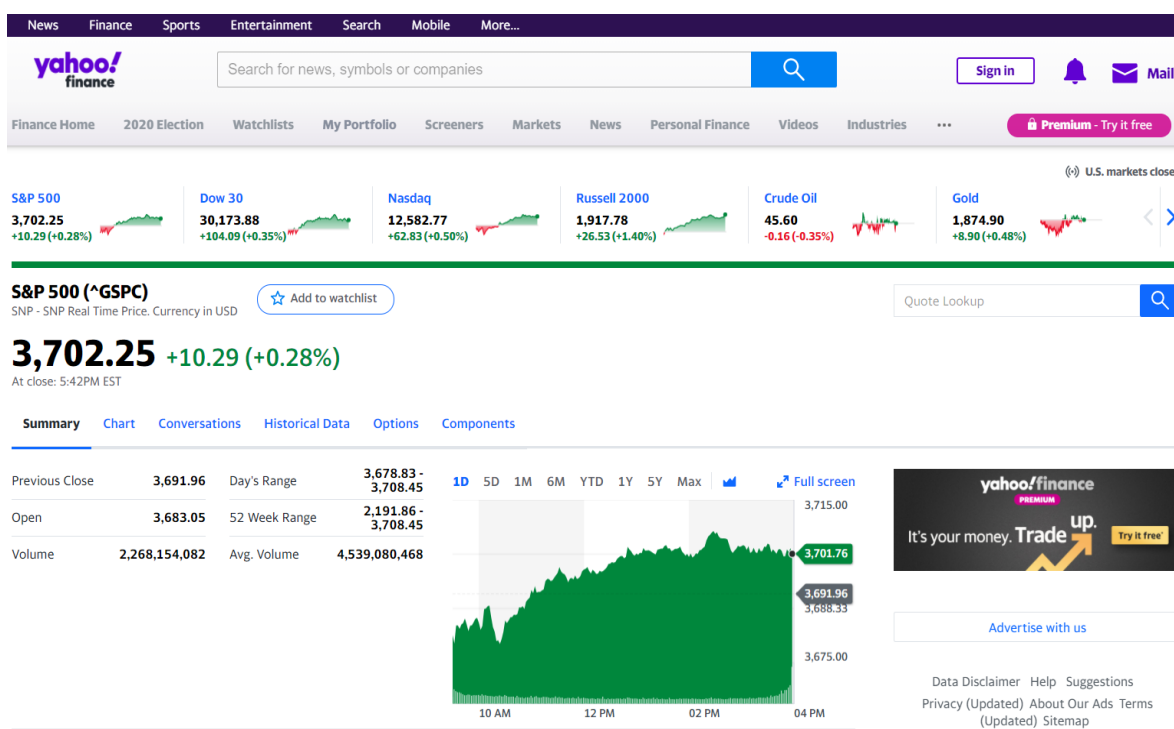 News Finance Sports Entertainment Search Mobile More...
yahoo!
finance
Search for news, symbols or companies
Sign in
Mail
Finance Home 2020 Election Watchlists My Portfolio Screeners Markets News Personal Finance Videos Industries ...
Premium - Try it free
U.S. markets close
S&P 500
3,702.25
+10.29 (+0.28%)
Dow 30
30,173.88
+104.09 (+0.35%)
Nasdaq
12,582.77
+62.83 (+0.50%)
Russell 2000
1,917.78
+26.53 (+1.40%)
Crude Oil
45.60
-0.16 (-0.35%)
Gold
1,874.90
+8.90 (+0.48%)
S&P 500 (^GSPC)
SNP - SNP Real Time Price. Currency in USD
Add to watchlist
Quote Lookup
3,702.25 +10.29 (+0.28%)
At close: 5:42PM EST
Summary Chart Conversations Historical Data Options Components
Previous Close 3,691.96
Open 3,683.05
Volume 2,268,154,082
Day's Range 3,678.83 -
3,708.45
52 Week Range 2,191.86 -
3,708.45
Avg. Volume 4,539,080,468
1D 5D 1M 6M YTD 1Y 5Y Max
Full screen
3,715.00
3,701.76
3,691.96
3,688.33
3,675.00
10 AM 12 PM 02 PM 04 PM
yahoo!finance
PREMIUM
It's your money. Trade up.
Try it free*
Advertise with us
Data Disclaimer Help Suggestions
Privacy (Updated) About Our Ads Terms
(Updated) Sitemap